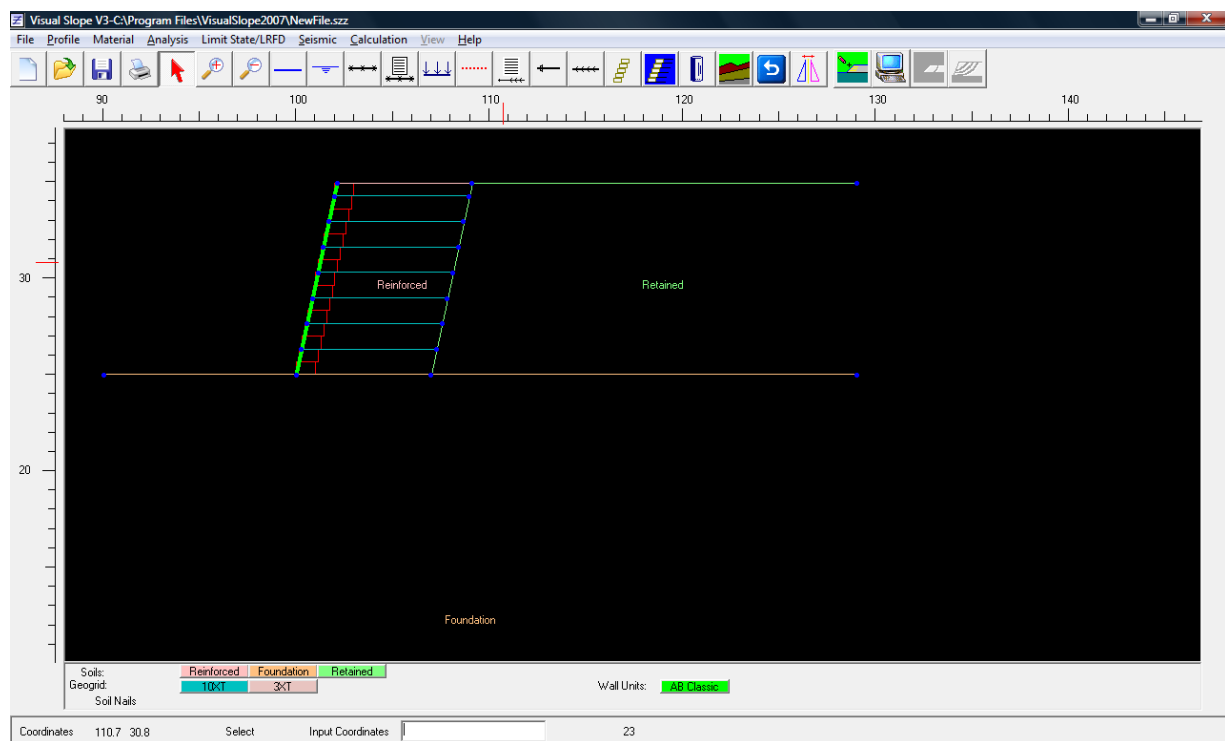 Visual Slope V3-C:\Program Files\VisualSlope2007\NewFile.szz
File Profile Material Analysis Limit State/LRFD Seismic Calculation View Help
90 100 110 120 130 140
Reinforced Retained
30
20
Foundation
Soils: Reinforced Foundation Retained
Geogrid: 10XT 3XT Wall Units: AB Classic
Soil Nails
Coordinates 110.7 30.8 Select Input Coordinates 23